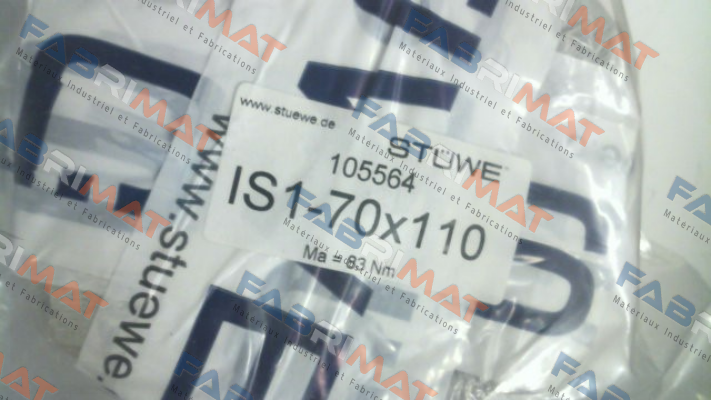 www.stuewe.de
STÜWE
105564
IS1-70x110
Ma = 83 Nm
www.stuewe.
FABRIMAT
Matériaux Industriel et Fabrications